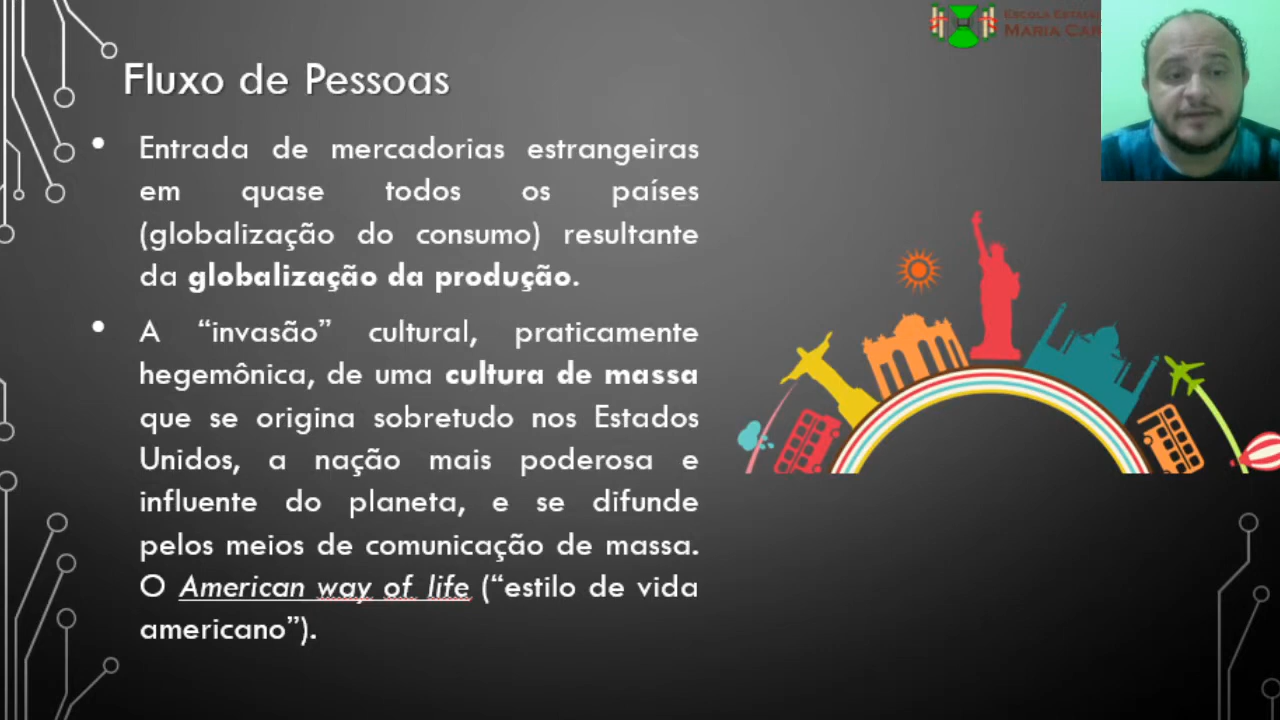 ESCOLA
MARIA
Fluxo de Pessoas
• Entrada de mercadorias estrangeiras
em quase todos os países
(globalização do consumo) resultante
da globalização da produção.
• A “invasão” cultural, praticamente
hegemônica, de uma cultura de massa
que se origina sobretudo nos Estados
Unidos, a nação mais poderosa e
influente do planeta, e se difunde
pelos meios de comunicação de massa.
O American way of life (“estilo de vida
americano”).